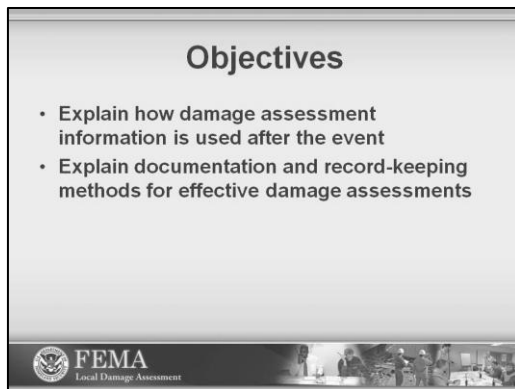 Objectives
• Explain how damage assessment
information is used after the event
• Explain documentation and record-keeping
methods for effective damage assessments
FEMA
Local Damage Assessment